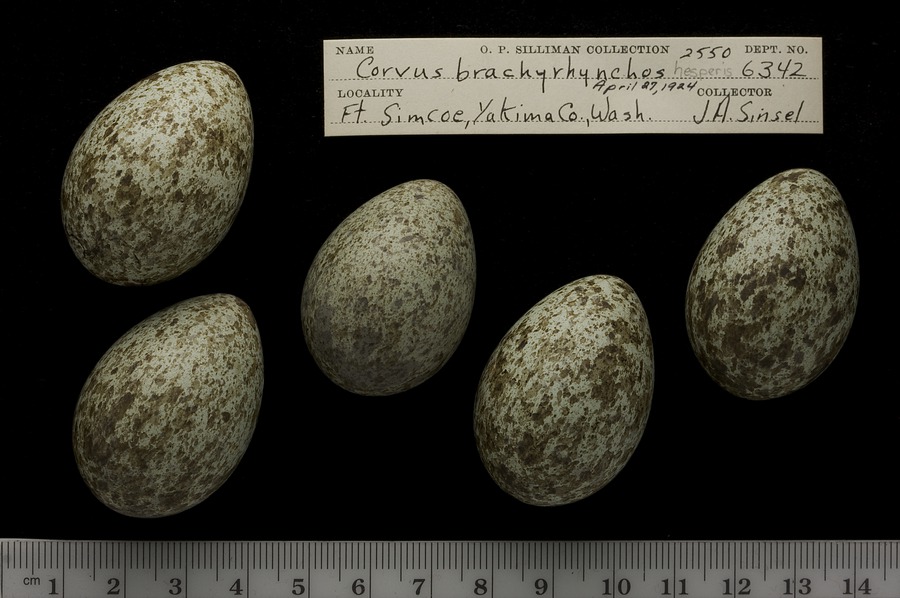 NAME O. P. SILLIMAN COLLECTION 2550 DEPT. NO.
Corvus brachyrhynchos hesperis 6342
April 27, 1924
LOCALITY COLLECTOR
Ft. Simcoe, Yakima Co., Wash. J.A. Sinsel
cm 1 2 3 4 5 6 7 8 9 10 11 12 13 14